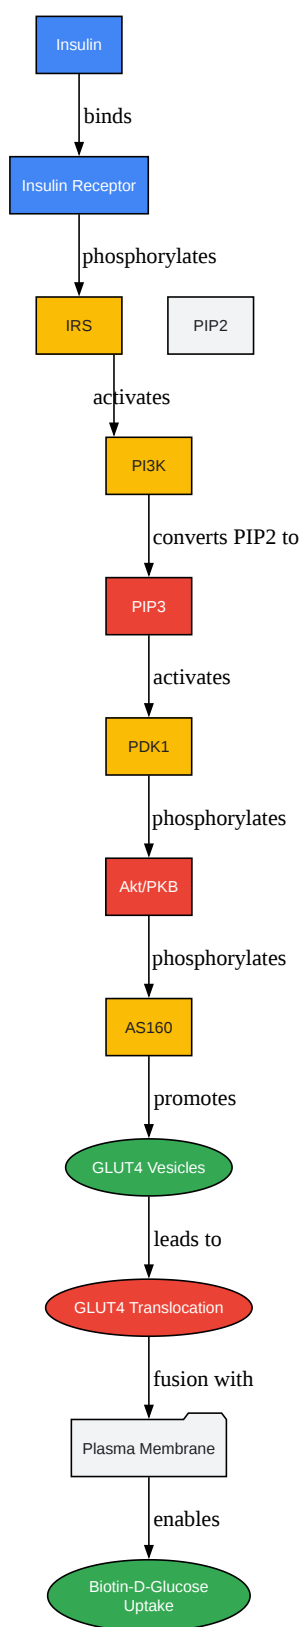 Insulin
binds
Insulin Receptor
phosphorylates
IRS
PIP2
activates
PI3K
converts PIP2 to
PIP3
activates
PDK1
phosphorylates
Akt/PKB
phosphorylates
AS160
promotes
GLUT4 Vesicles
leads to
GLUT4 Translocation
fusion with
Plasma Membrane
enables
Biotin-D-Glucose
Uptake